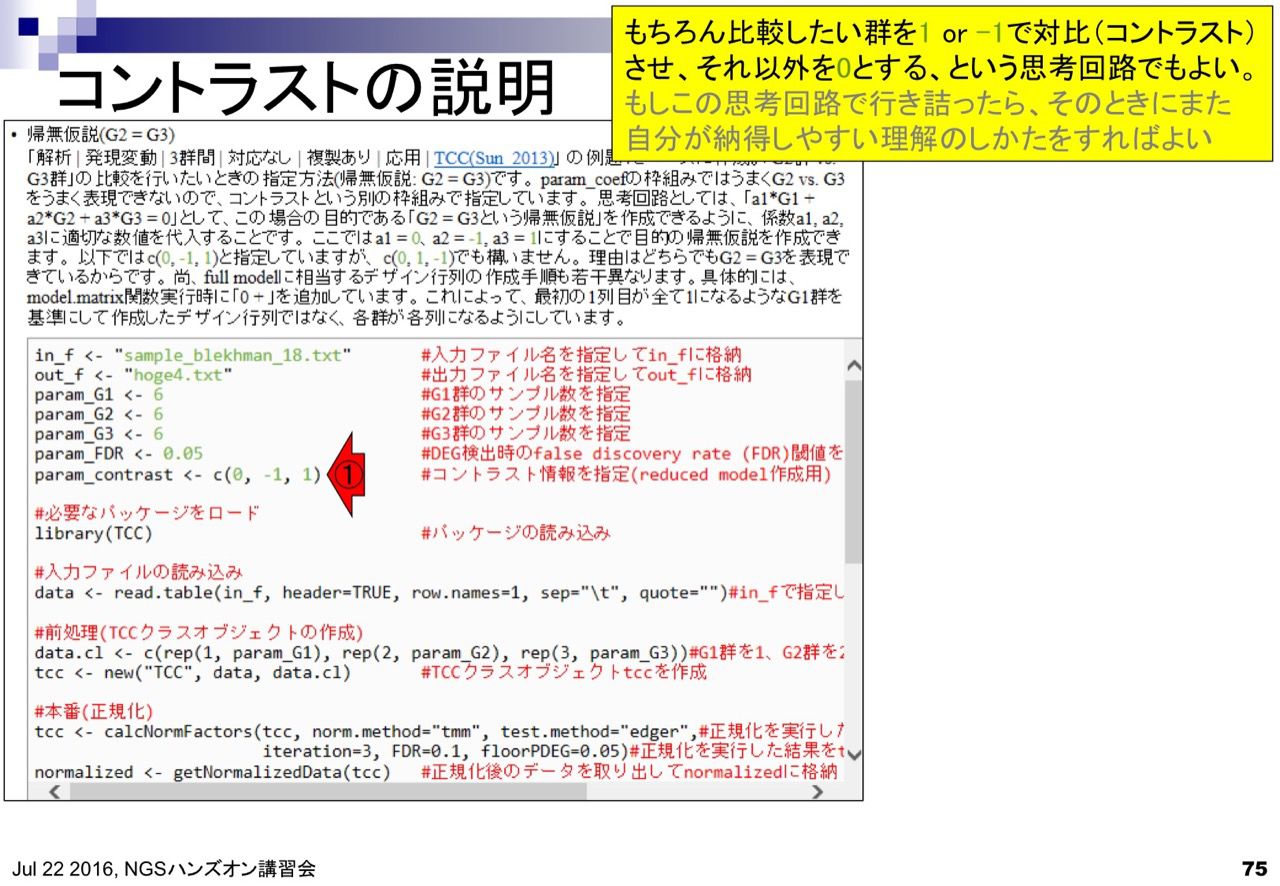 コントラストの説明
もちろん比較したい群を1 or -1で対比(コントラスト)
させ、それ以外を0とする、という思考回路でもよい。
もしこの思考回路で行き詰ったら、そのときにまた
自分が納得しやすい理解のしかたをすればよい
• 帰無仮説(G2 = G3)
「解析 | 発現変動 | 3群間 | 対応なし | 複製あり | 応用 | TCC(Sun_2013)」の例題
G3群」の比較を行いたいときの指定方法(帰無仮説: G2 = G3)です。param_coefの枠組みではうまくG2 vs. G3
をうまく表現できないので、コントラストという別の枠組みで指定しています。思考回路としては、「a1*G1 +
a2*G2 + a3*G3 = 0」として、この場合の目的である「G2 = G3という帰無仮説」を作成できるように、係数a1, a2,
a3に適切な数値を代入することです。ここではa1 = 0、a2 = -1, a3 = 1にすることで目的の帰無仮説を作成でき
ます。以下ではc(0, -1, 1)と指定していますが、c(0, 1, -1)でも構いません。理由はどちらでもG2 = G3を表現で
きているからです。尚、full modelに相当するデザイン行列の作成手順も若干異なります。具体的には、
model.matrix関数実行時に「0 +」を追加しています。これによって、最初の1列目が全て1になるようなG1群を
基準にして作成したデザイン行列ではなく、各群が各列になるようにしています。
in_f <- "sample_blekhman_18.txt" #入力ファイル名を指定してin_fに格納
out_f <- "hoge4.txt" #出力ファイル名を指定してout_fに格納
param_G1 <- 6 #G1群のサンプル数を指定
param_G2 <- 6 #G2群のサンプル数を指定
param_G3 <- 6 #G3群のサンプル数を指定
param_FDR <- 0.05 #DEG検出時のfalse discovery rate (FDR)閾値を
param_contrast <- c(0, -1, 1) ① #コントラスト情報を指定(reduced model作成用)
#必要なパッケージをロード
library(TCC) #パッケージの読み込み
#入力ファイルの読み込み
data <- read.table(in_f, header=TRUE, row.names=1, sep="\t", quote="")#in_fで指定し
#前処理(TCCクラスオブジェクトの作成)
data.cl <- c(rep(1, param_G1), rep(2, param_G2), rep(3, param_G3))#G1群を1、G2群を2
tcc <- new("TCC", data, data.cl) #TCCクラスオブジェクトtccを作成
#本番(正規化)
tcc <- calcNormFactors(tcc, norm.method="tmm", test.method="edger",#正規化を実行した
iteration=3, FDR=0.1, floorPDEG=0.05)#正規化を実行した結果をt
normalized <- getNormalizedData(tcc) #正規化後のデータを取り出してnormalizedに格納
Jul 22 2016, NGSハンズオン講習会
75